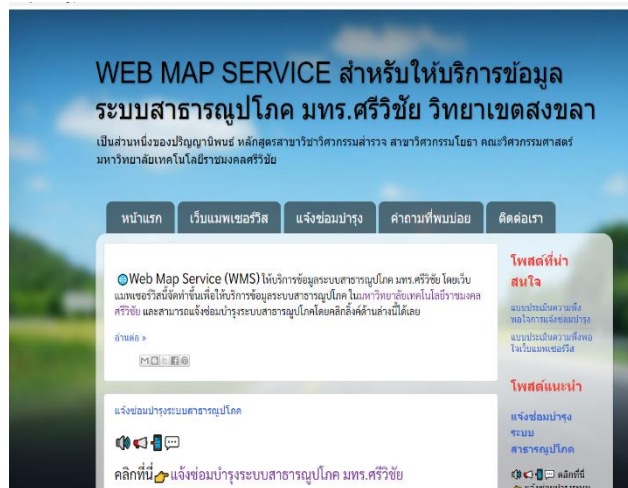 WEB MAP SERVICE สำหรับให้บริการข้อมูล
ระบบสาธารณูปโภค มทร.ศรีวิชัย วิทยาเขตสงขลา
เป็นส่วนหนึ่งของปริญญานิพนธ์ หลักสูตรสาขาวิชาวิศวกรรมสำรวจ สาขาวิศวกรรมโยธา คณะวิศวกรรมศาสตร์
มหาวิทยาลัยเทคโนโลยีราชมงคลศรีวิชัย
หน้าแรก เว็บแมพเซอร์วิส แจ้งซ่อมบำรุง คำถามที่พบบ่อย ติดต่อเรา
Web Map Service (WMS) ให้บริการข้อมูลระบบสาธารณูปโภค มทร.ศรีวิชัย โดยเว็บ
แมพเซอร์วิสนี้จัดทำขึ้นเพื่อให้บริการข้อมูลระบบสาธารณูปโภค ในมหาวิทยาลัยเทคโนโลยีราชมงคล
ศรีวิชัย และสามารถแจ้งซ่อมบำรุงระบบสาธารณูปโภคโดยคลิกลิ้งค์ด้านล่างนี้ได้เลย
อ่านต่อ »
แจ้งซ่อมบำรุงระบบสาธารณูปโภค
คลิกที่นี่👉แจ้งซ่อมบำรุงระบบสาธารณูปโภค มทร.ศรีวิชัย
โพสต์ที่น่า
สนใจ
แบบประเมินความพึง
พอใจการแจ้งซ่อมบำรุง
แบบประเมินความพึงพอ
ใจเว็บแมพเซอร์วิส
โพสต์แนะนำ
แจ้งซ่อมบำรุง
ระบบ
สาธารณูปโภค
คลิกที่นี่